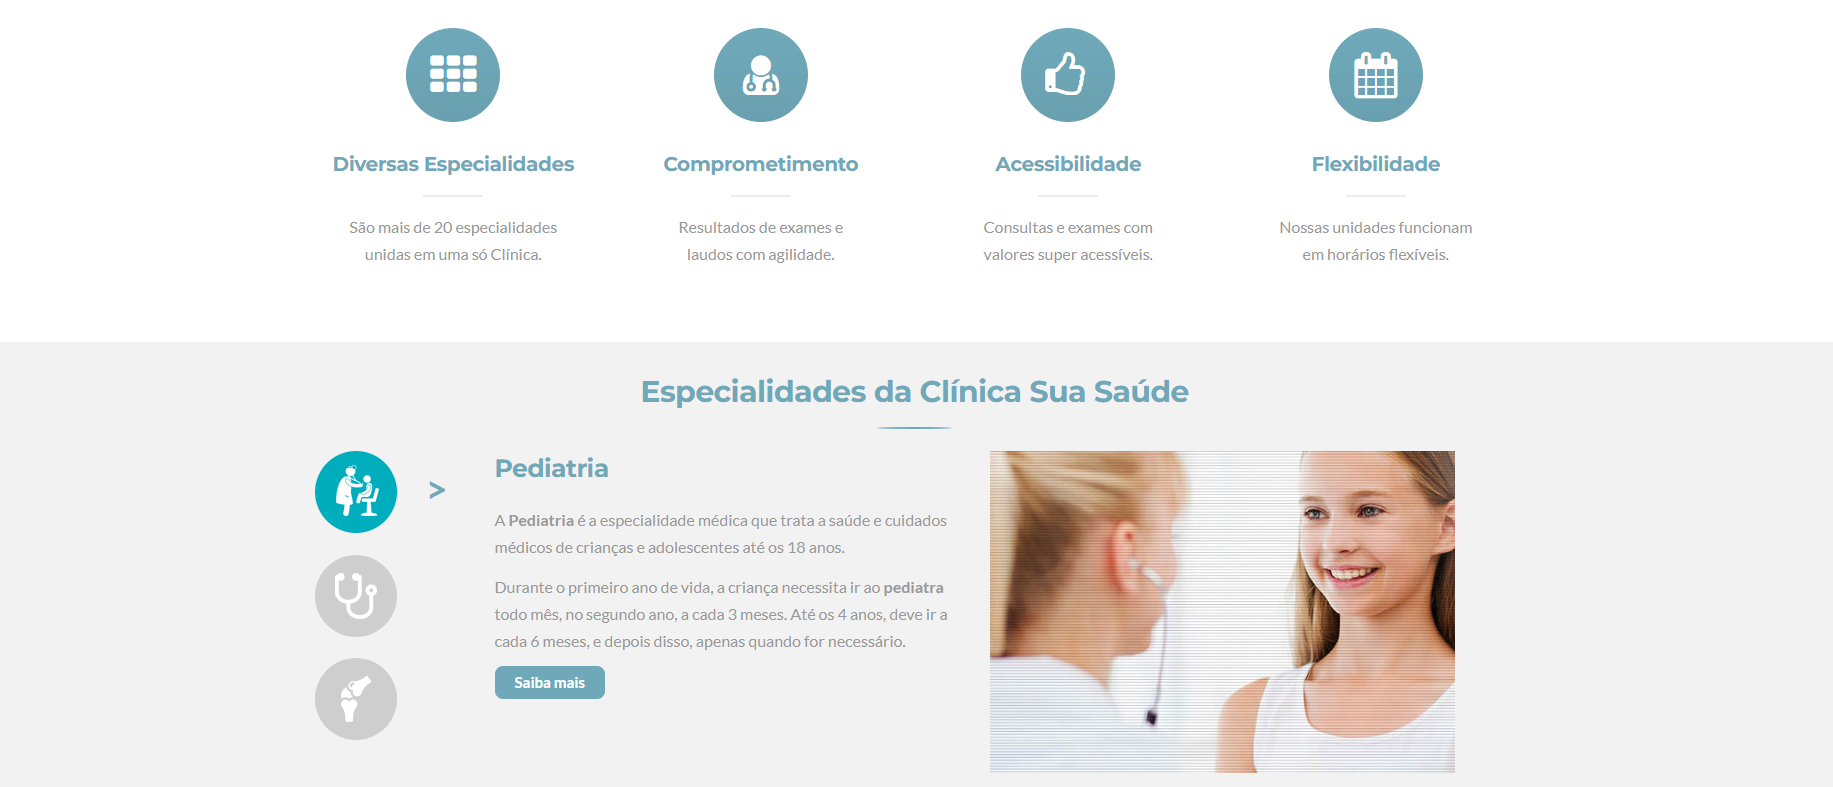 Diversas Especialidades
São mais de 20 especialidades
unidas em uma só Clínica.
Comprometimento
Resultados de exames e
laudos com agilidade.
Acessibilidade
Consultas e exames com
valores super acessíveis.
Flexibilidade
Nossas unidades funcionam
em horários flexíveis.
Especialidades da Clínica Sua Saúde
>
Pediatria
A Pediatria é a especialidade médica que trata a saúde e cuidados
médicos de crianças e adolescentes até os 18 anos.
Durante o primeiro ano de vida, a criança necessita ir ao pediatra
todo mês, no segundo ano, a cada 3 meses. Até os 4 anos, deve ir a
cada 6 meses, e depois disso, apenas quando for necessário.
Saiba mais